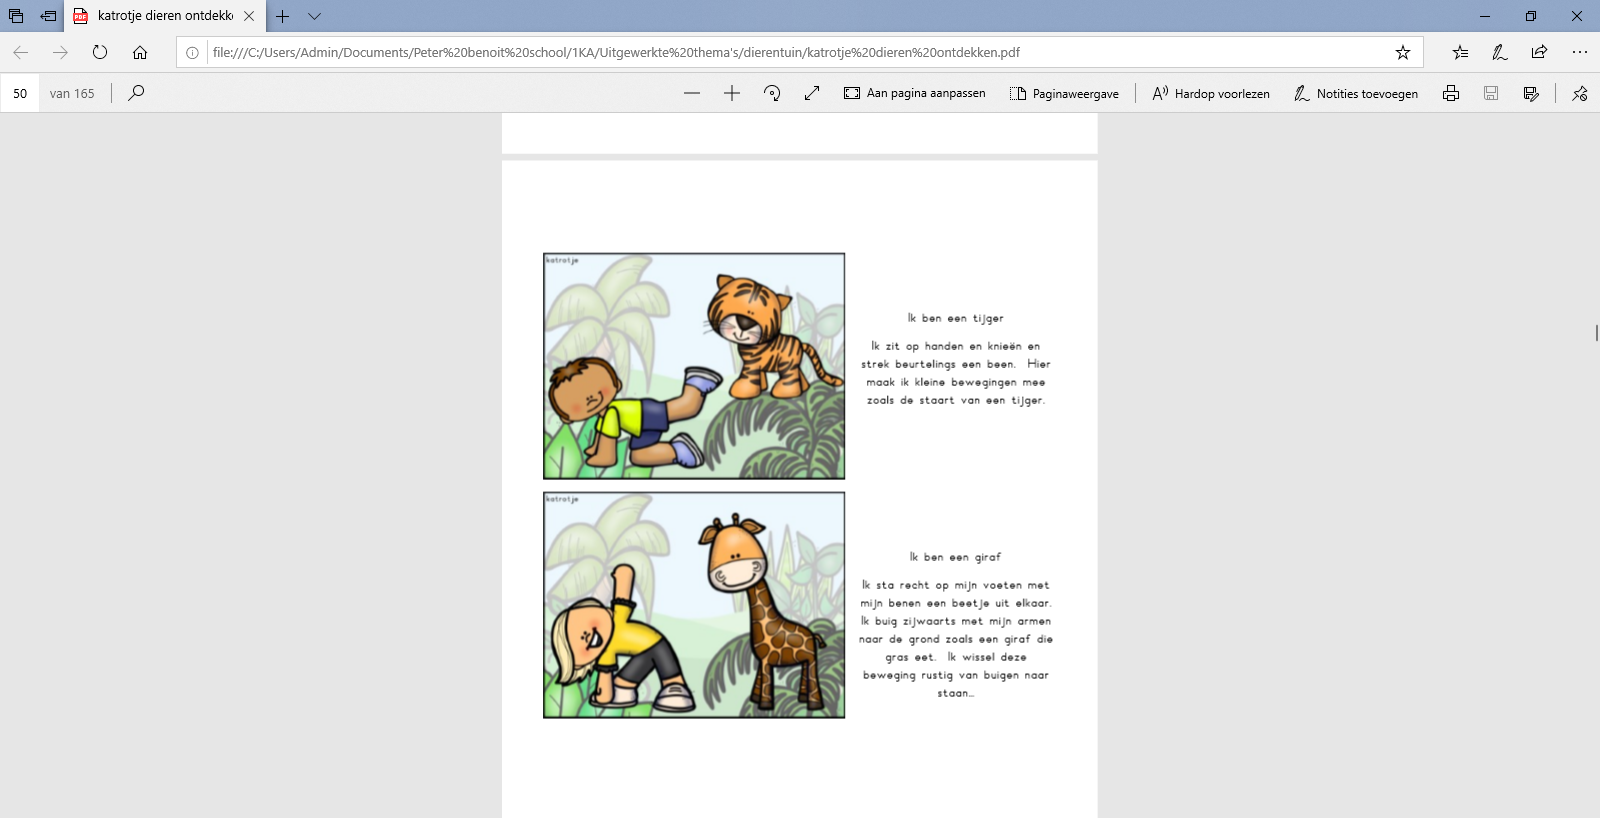 katrotje dieren ontdekk
file:///C:/Users/Admin/Documents/Peter%20benoit%20school/1KA/Uitgewerkte%20thema's/dierentuin/katrotje%20dieren%20ontdekken.pdf
50 van 165
Aan pagina aanpassen
Paginaweergave
Hardop voorlezen
Notities toevoegen
katrotje
Ik ben een tijger
Ik zit op handen en knieën en
strek beurtelings een been. Hier
maak ik kleine bewegingen mee
zoals de staart van een tijger.
katrotje
Ik ben een giraf
Ik sta recht op mijn voeten met
mijn benen een beetje uit elkaar.
Ik buig zijwaarts met mijn armen
naar de grond zoals een giraf die
gras eet. Ik wissel deze
beweging rustig van buigen naar
staan...